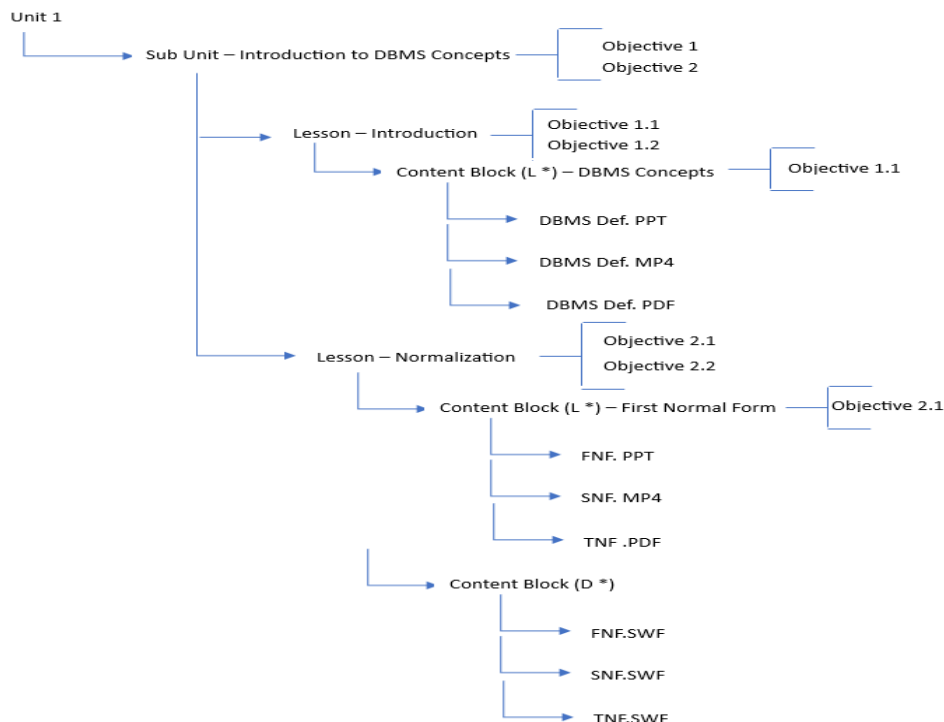 Unit 1
Sub Unit – Introduction to DBMS Concepts
Objective 1
Objective 2
Lesson – Introduction
Objective 1.1
Objective 1.2
Content Block (L *) – DBMS Concepts
Objective 1.1
DBMS Def. PPT
DBMS Def. MP4
DBMS Def. PDF
Lesson – Normalization
Objective 2.1
Objective 2.2
Content Block (L *) – First Normal Form
Objective 2.1
FNF. PPT
SNF. MP4
TNF .PDF
Content Block (D *)
FNF.SWF
SNF.SWF
TNF.SWF